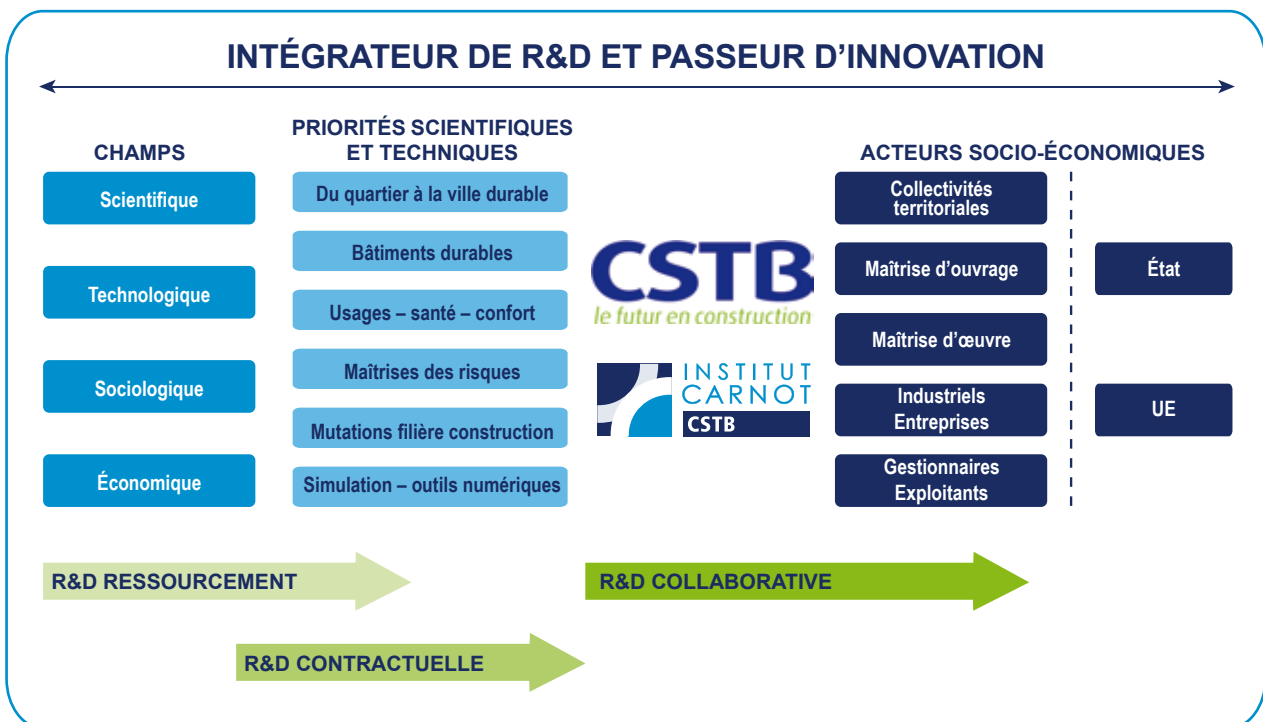 INTÉGRATEUR DE R&D ET PASSEUR D’INNOVATION
CHAMPS
Scientifique
Technologique
Sociologique
Économique
PRIORITÉS SCIENTIFIQUES
ET TECHNIQUES
Du quartier à la ville durable
Bâtiments durables
Usages – santé – confort
Maîtrises des risques
Mutations filière construction
Simulation – outils numériques
CSTB
le futur en construction
INSTITUT
CARNOT
CSTB
ACTEURS SOCIO-ÉCONOMIQUES
Collectivités
territoriales
Maîtrise d’ouvrage
Maîtrise d’œuvre
Industriels
Entreprises
Gestionnaires
Exploitants
État
UE
R&D RESSOURCEMENT
R&D COLLABORATIVE
R&D CONTRACTUELLE